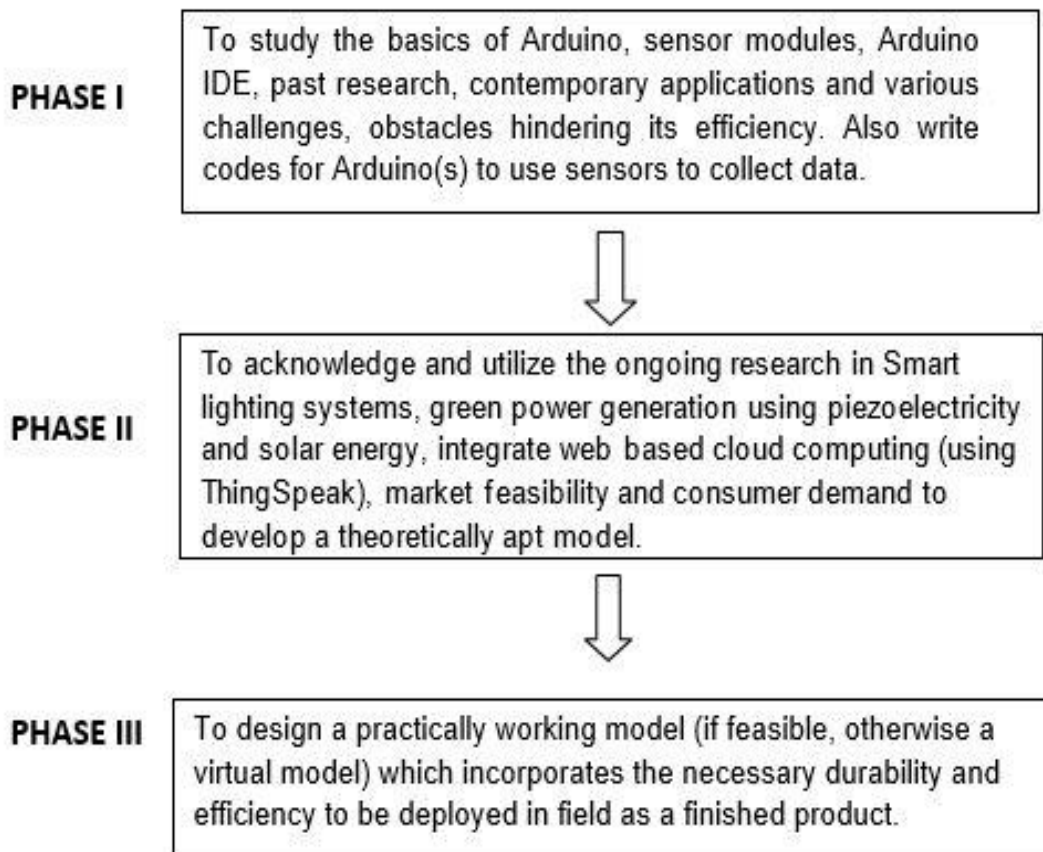 To study the basics of Arduino, sensor modules, Arduino
IDE, past research, contemporary applications and various
challenges, obstacles hindering its efficiency. Also write
codes for Arduino(s) to use sensors to collect data.
PHASE I
To acknowledge and utilize the ongoing research in Smart
lighting systems, green power generation using piezoelectricity
and solar energy, integrate web based cloud computing (using
ThingSpeak), market feasibility and consumer demand to
develop a theoretically apt model.
PHASE II
To design a practically working model (if feasible, otherwise a
virtual model) which incorporates the necessary durability and
efficiency to be deployed in field as a finished product.
PHASE III